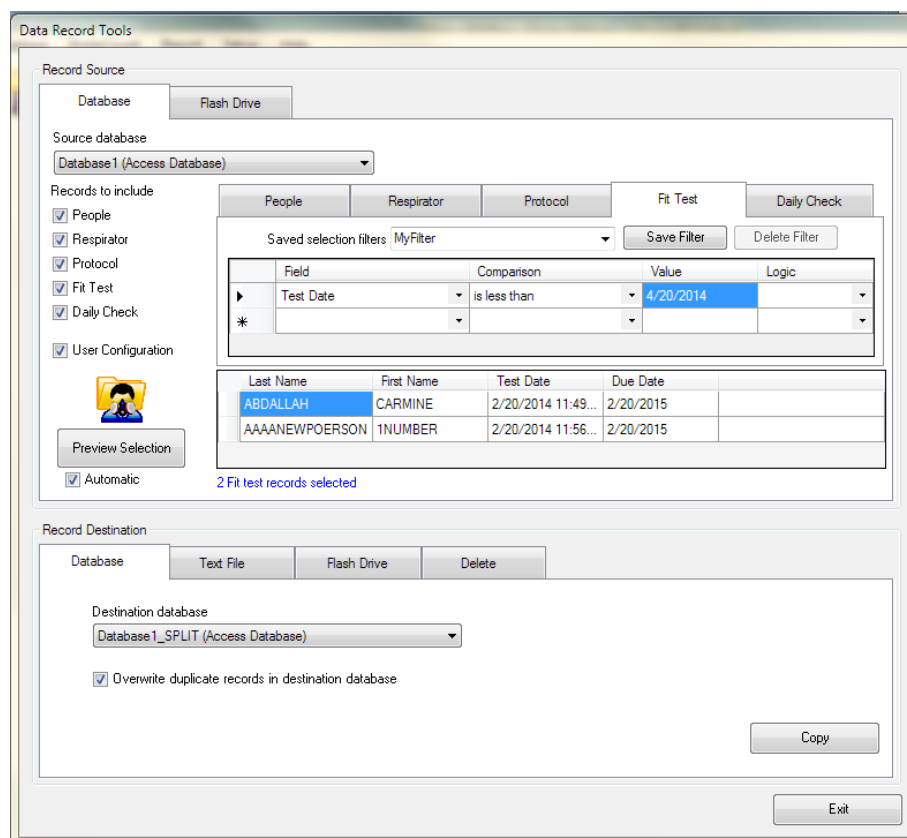 Data Record Tools
Record Source
Database Flash Drive
Source database
Database1 (Access Database)
Records to include
People
Respirator
Protocol
Fit Test
Daily Check
User Configuration
Preview Selection
Automatic
People Respirator Protocol Fit Test Daily Check
Saved selection filters MyFilter Save Filter Delete Filter
Field Comparison Value Logic
Test Date is less than 4/20/2014
Last Name First Name Test Date Due Date
ABDALLAH CARMINE 2/20/2014 11:49... 2/20/2015
AAAANEWPOERSON 1NUMBER 2/20/2014 11:56... 2/20/2015
2 Fit test records selected
Record Destination
Database Text File Flash Drive Delete
Destination database
Database1_SPLIT (Access Database)
Overwrite duplicate records in destination database
Copy
Exit